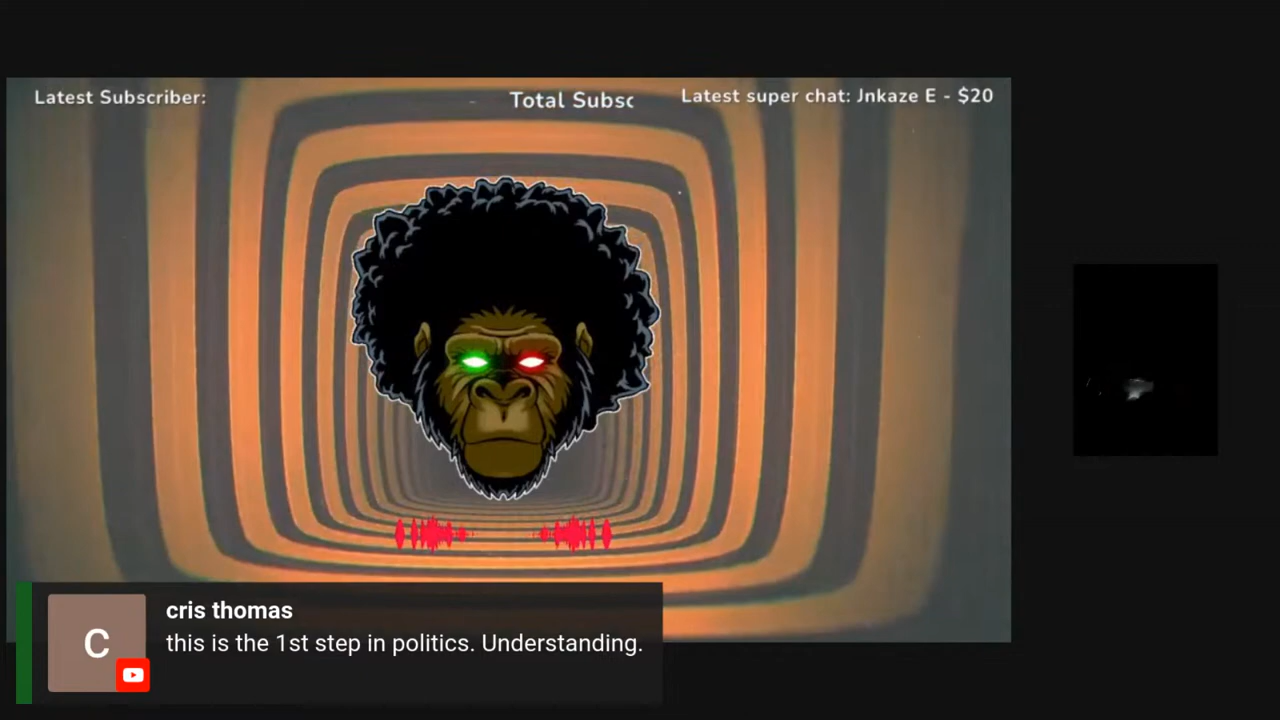 Latest Subscriber:
Total Subsc
Latest super chat: Jnkaze E - $20
C
cris thomas
this is the 1st step in politics. Understanding.